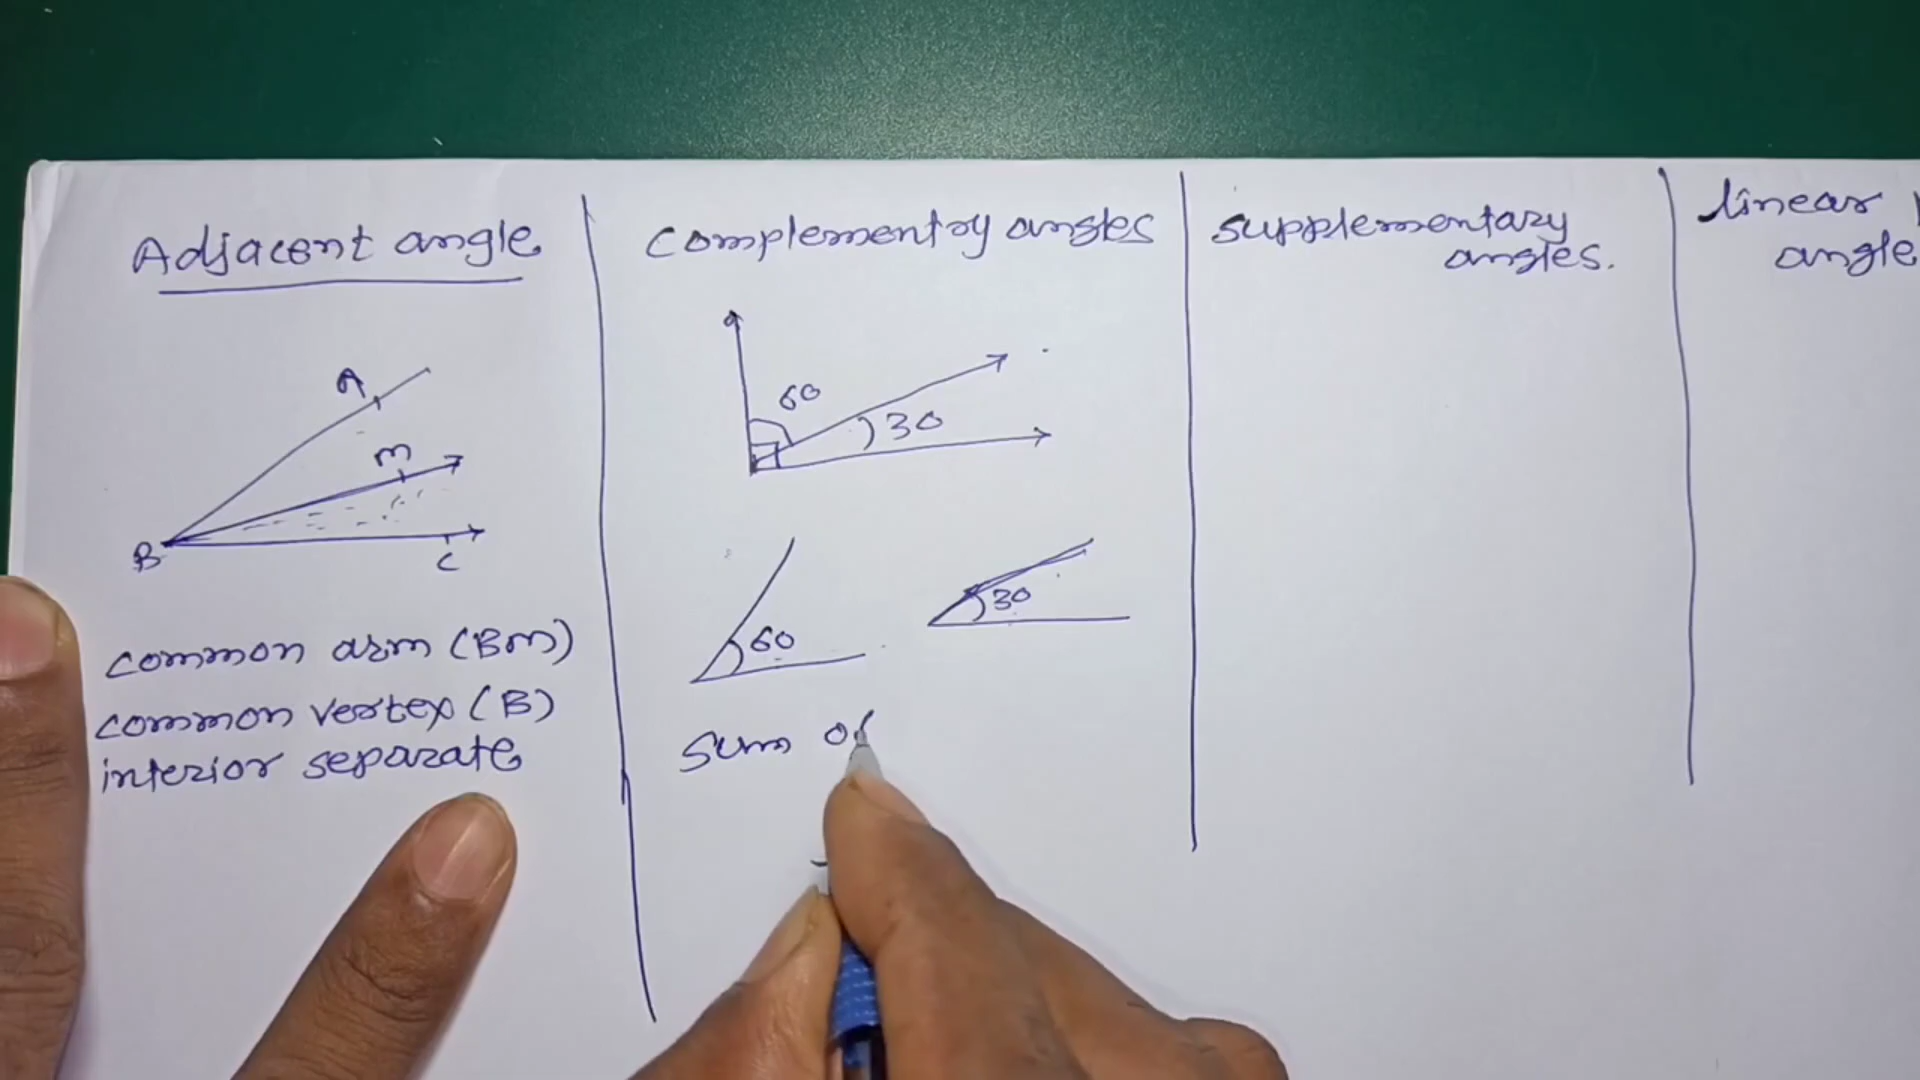 Adjacent angle
A
m
B
C
common arm (Bm)
common vertex (B)
interior separate
complementry angles
60
30
60
30
sum of
supplementary
angles.
linear
angle